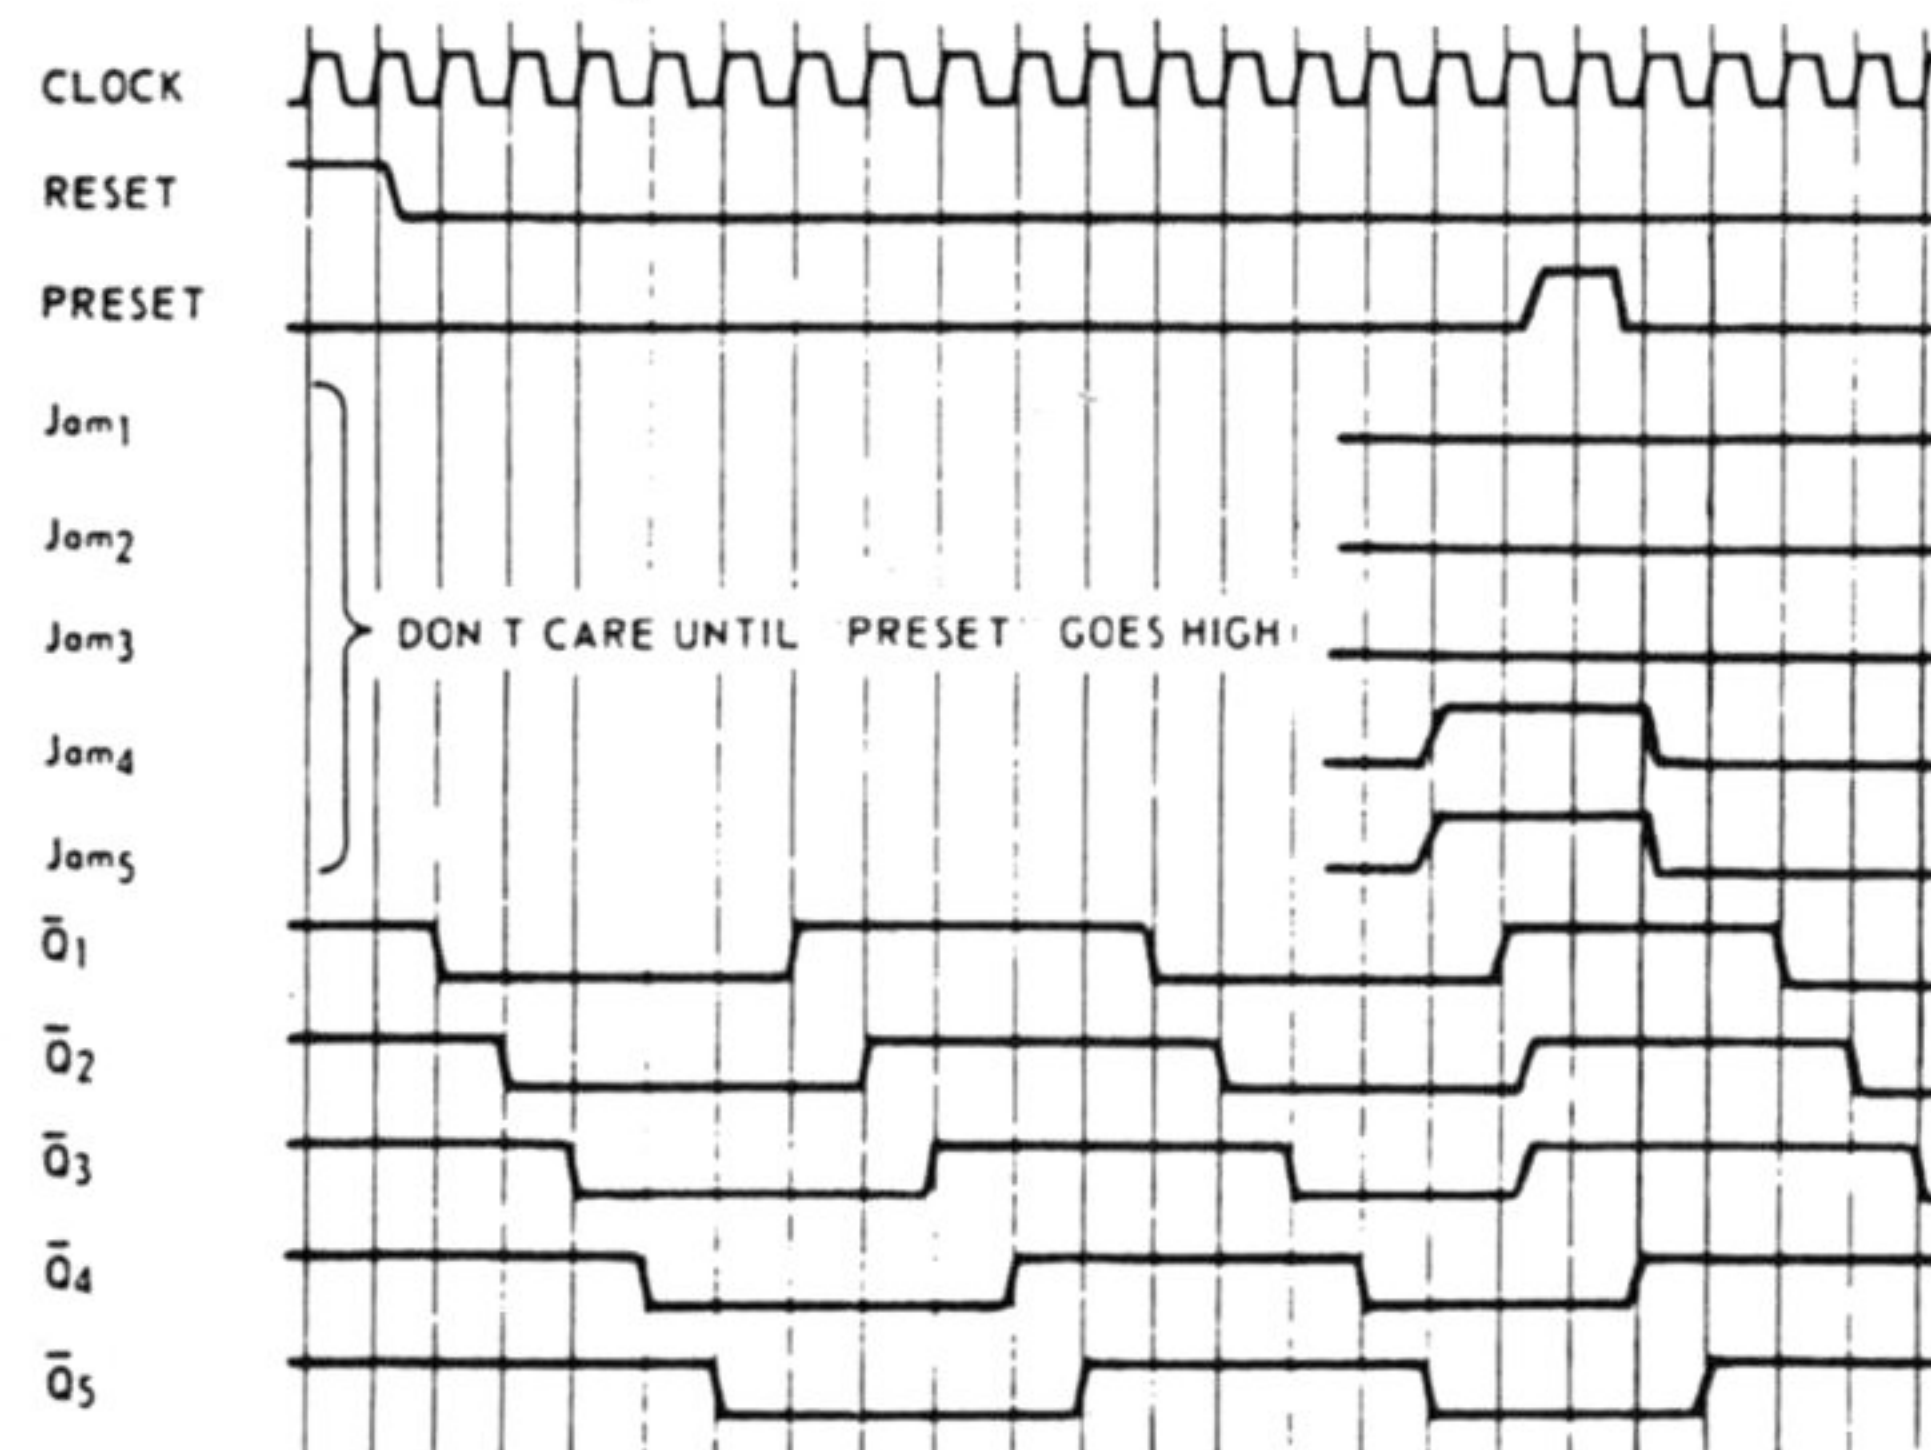 CLOCK
RESET
PRESET
Jam1
Jam2
DON T CARE UNTIL PRESET GOES HIGH
Jam3
Jam4
Jam5
Q̄1
Q̄2
Q̄3
Q̄4
Q̄5